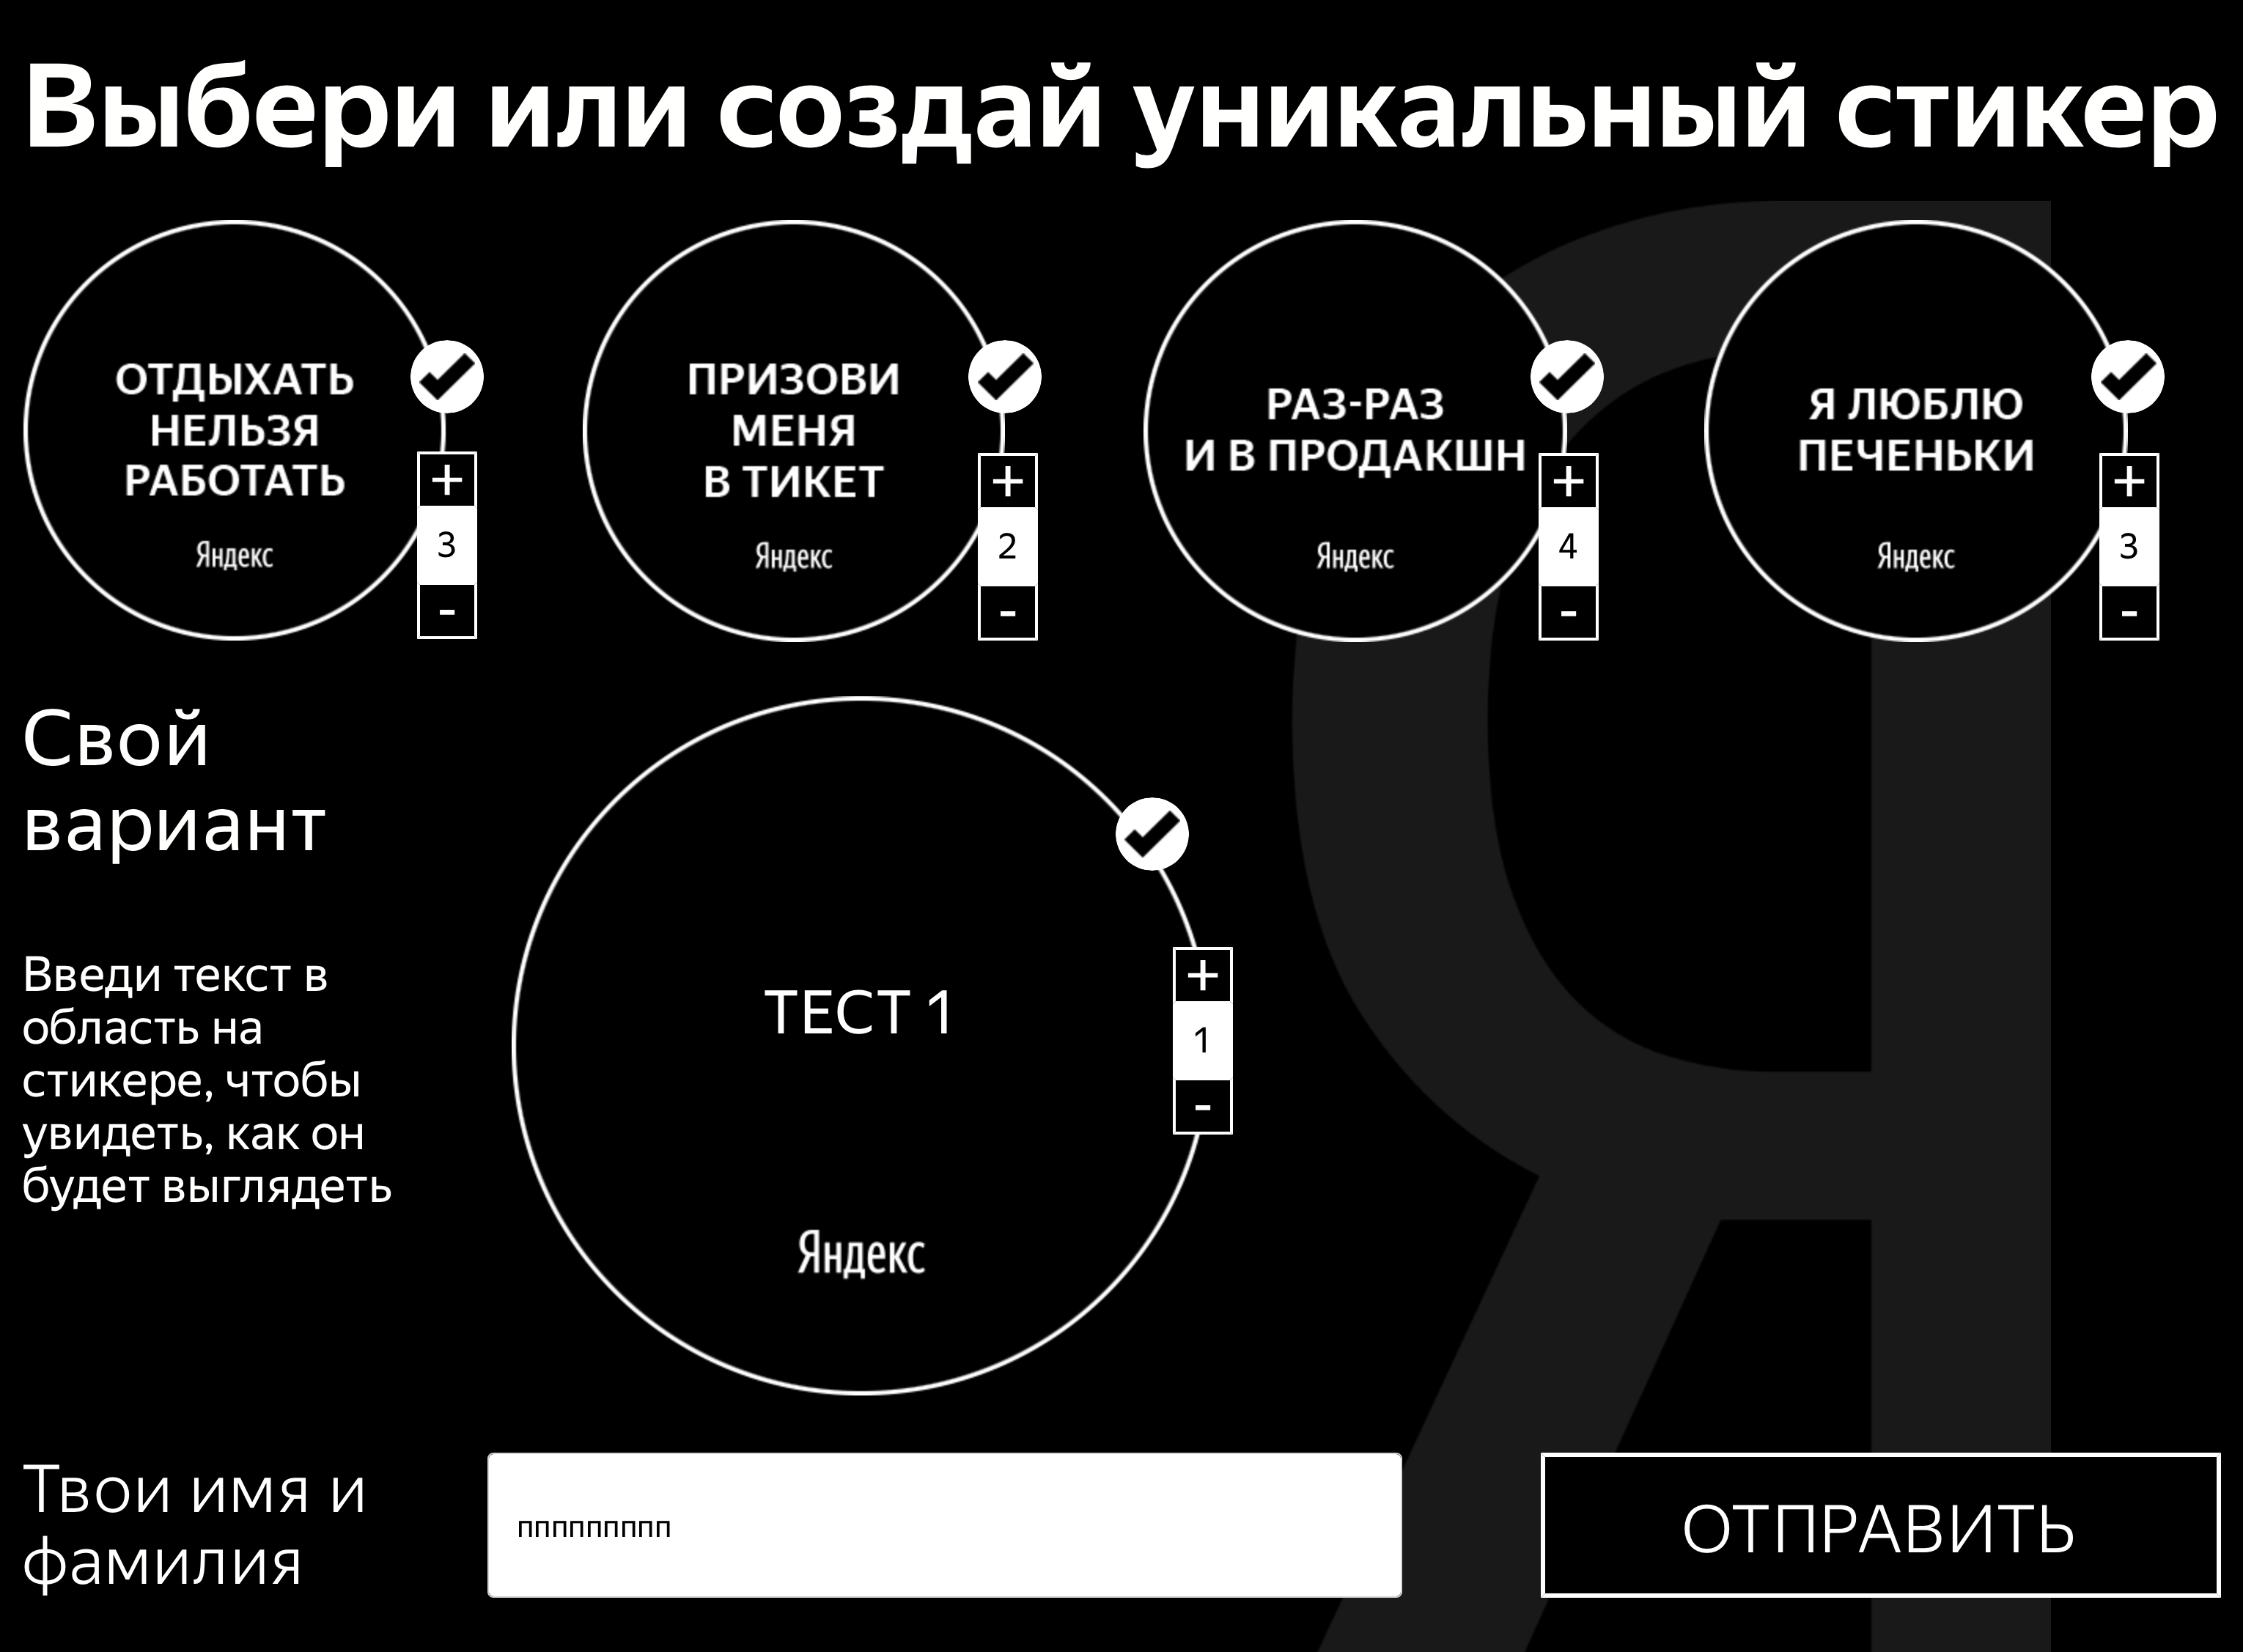 Выбери или создай уникальный стикер
ОТДЫХАТЬ
НЕЛЬЗЯ
РАБОТАТЬ
Яндекс
+
3
-
ПРИЗОВИ
МЕНЯ
В ТИКЕТ
Яндекс
+
2
-
РАЗ-РАЗ
И В ПРОДАКШН
Яндекс
+
4
-
Я ЛЮБЛЮ
ПЕЧЕНЬКИ
Яндекс
+
3
-
Свой
вариант
Введи текст в
область на
стикере, чтобы
увидеть, как он
будет выглядеть
ТЕСТ 1
Яндекс
+
1
-
Твои имя и
фамилия
ппппппппп
ОТПРАВИТЬ
Я